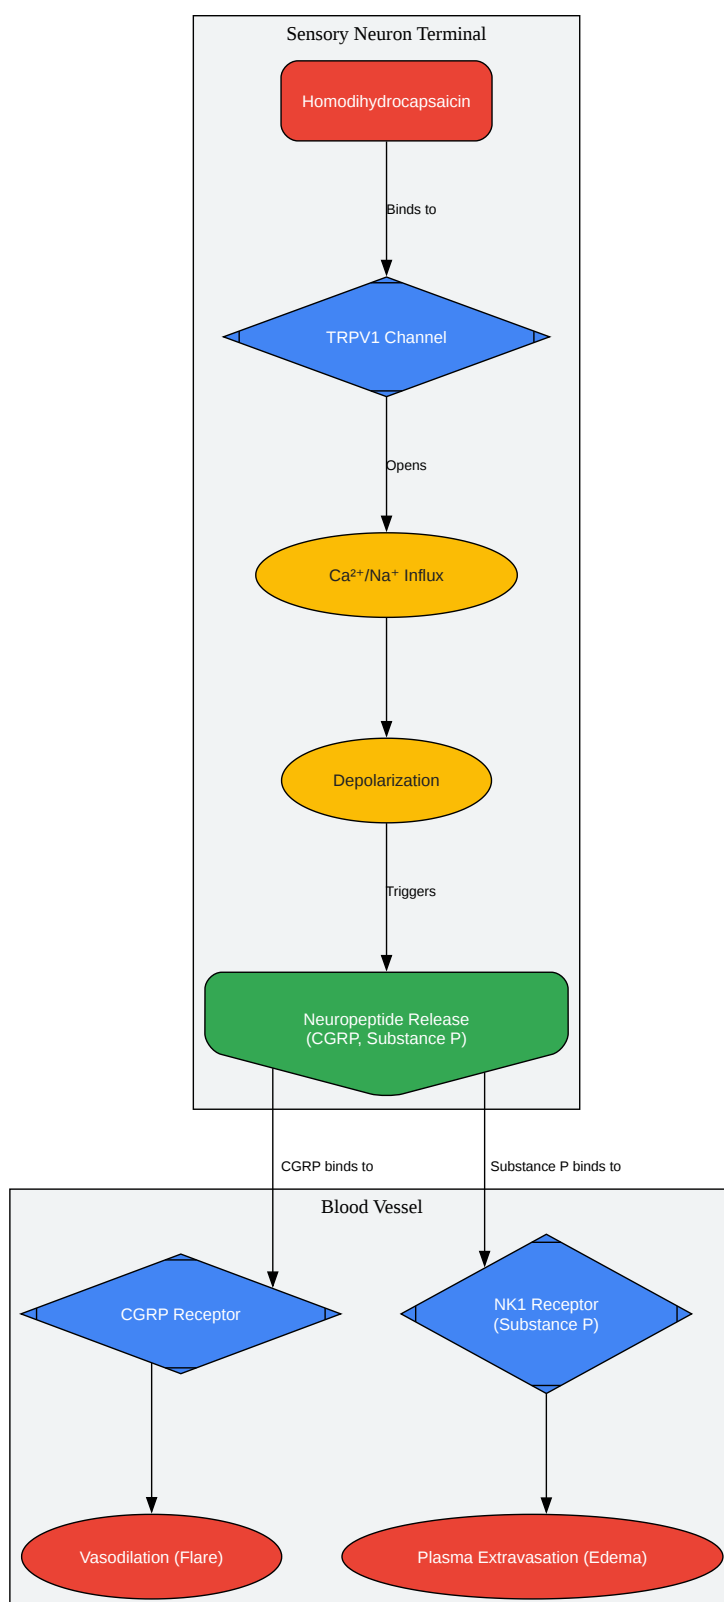 Sensory Neuron Terminal
Homodihydrocapsaicin
Binds to
TRPV1 Channel
Opens
Ca²⁺/Na⁺ Influx
Depolarization
Triggers
Neuropeptide Release
(CGRP, Substance P)
CGRP binds to
Substance P binds to
Blood Vessel
CGRP Receptor
NK1 Receptor
(Substance P)
Vasodilation (Flare)
Plasma Extravasation (Edema)